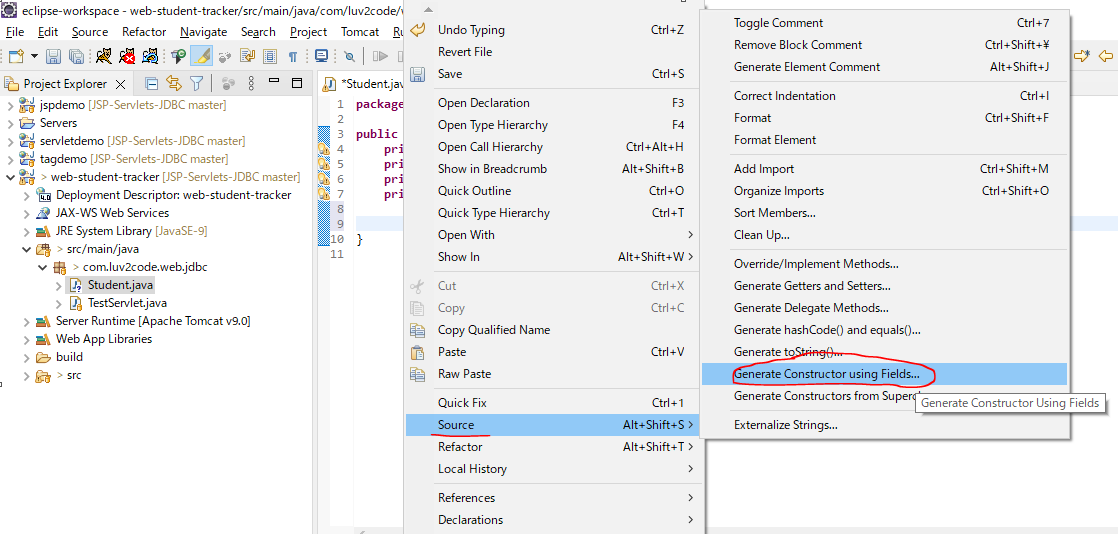 eclipse-workspace - web-student-tracker/src/main/java/com/luv2code/
File Edit Source Refactor Navigate Search Project Tomcat
Project Explorer
jspdemo [JSP-Servlets-JDBC master]
Servers
servletdemo [JSP-Servlets-JDBC master]
tagdemo [JSP-Servlets-JDBC master]
> web-student-tracker [JSP-Servlets-JDBC master]
Deployment Descriptor: web-student-tracker
JAX-WS Web Services
JRE System Library [JavaSE-9]
> src/main/java
> com.luv2code.web.jdbc
Student.java
TestServlet.java
Server Runtime [Apache Tomcat v9.0]
Web App Libraries
build
> src
*Student.jav
1 package
2
3 public
4 pri
5 pri
6 pri
7 pri
8
9
10 }
11
Undo Typing Ctrl+Z
Revert File
Save Ctrl+S
Open Declaration F3
Open Type Hierarchy F4
Open Call Hierarchy Ctrl+Alt+H
Show in Breadcrumb Alt+Shift+B
Quick Outline Ctrl+O
Quick Type Hierarchy Ctrl+T
Open With >
Show In Alt+Shift+W >
Cut Ctrl+X
Copy Ctrl+C
Copy Qualified Name
Paste Ctrl+V
Raw Paste
Quick Fix Ctrl+1
Source Alt+Shift+S >
Refactor Alt+Shift+T >
Local History >
References >
Declarations >
Toggle Comment Ctrl+7
Remove Block Comment Ctrl+Shift+¥
Generate Element Comment Alt+Shift+J
Correct Indentation Ctrl+I
Format Ctrl+Shift+F
Format Element
Add Import Ctrl+Shift+M
Organize Imports Ctrl+Shift+O
Sort Members...
Clean Up...
Override/Implement Methods...
Generate Getters and Setters...
Generate Delegate Methods...
Generate hashCode() and equals()...
Generate toString()...
Generate Constructor using Fields...
Generate Constructors from Superc
Generate Constructor Using Fields
Externalize Strings...